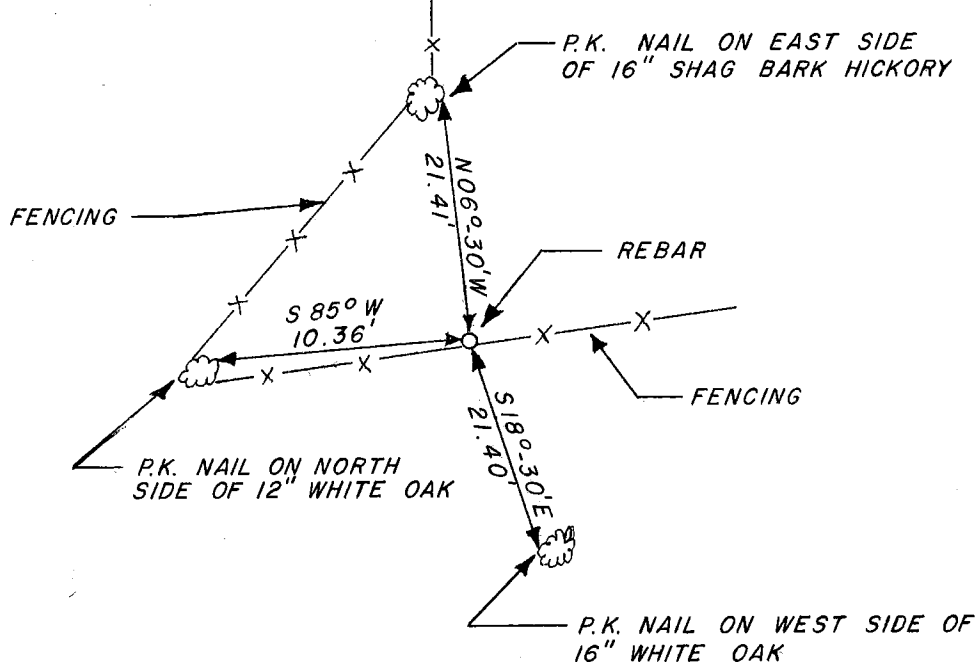 P.K. NAIL ON EAST SIDE
OF 16" SHAG BARK HICKORY
N06°-30'W
21.41'
FENCING
REBAR
S 85° W
10.36'
FENCING
S18°-30'E
21.40'
P.K. NAIL ON NORTH
SIDE OF 12" WHITE OAK
P.K. NAIL ON WEST SIDE OF
16" WHITE OAK